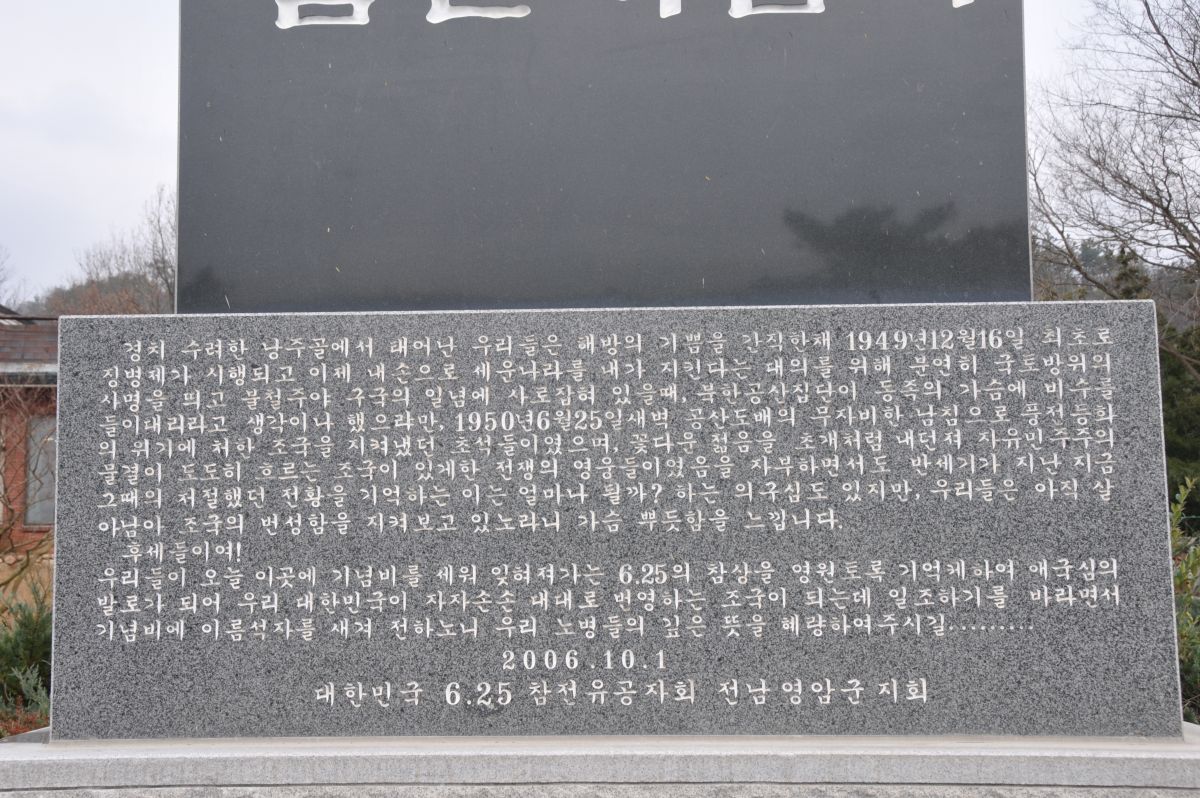 경치 수려한 낭주골에서 태어난 우리들은 해방의 기쁨을 간직한채 1949년12월16일 최초로
징병제가 시행되고 이제 내손으로 세운나라를 내가 지킨다는 대의를 위해 분연히 국토방위의
사명을 띄고 불철주야 구국의 일념에 사로잡혀 있을때, 북한공산집단이 동족의 가슴에 비수를
들이대리라고 생각이나 했으랴만, 1950년6월25일새벽 공산도배의 무자비한 남침으로 풍전등화
의 위기에 처한 조국을 지켜냈던 초석들이였으며, 꽃다운 젊음을 초개처럼 내던져 자유민주주의
물결이 도도히 흐르는 조국이 있게한 전쟁의 영웅들이였음을 자부하면서도 반세기가 지난 지금
그때의 처절했던 전황을 기억하는 이는 얼마나 될까? 하는 의구심도 있지만, 우리들은 아직 살
아남아 조국의 번성함을 지켜보고 있노라니 가슴 뿌듯함을 느낍니다.
후세들이여!
우리들이 오늘 이곳에 기념비를 세워 잊혀져가는 6.25의 참상을 영원토록 기억케하여 애국심의
발로가 되어 우리 대한민국이 자자손손 대대로 번영하는 조국이 되는데 일조하기를 바라면서
기념비에 이름석자를 새겨 전하노니 우리 노병들의 깊은 뜻을 혜량하여주시길.........
2006.10.1
대한민국 6.25 참전유공자회 전남영암군지회